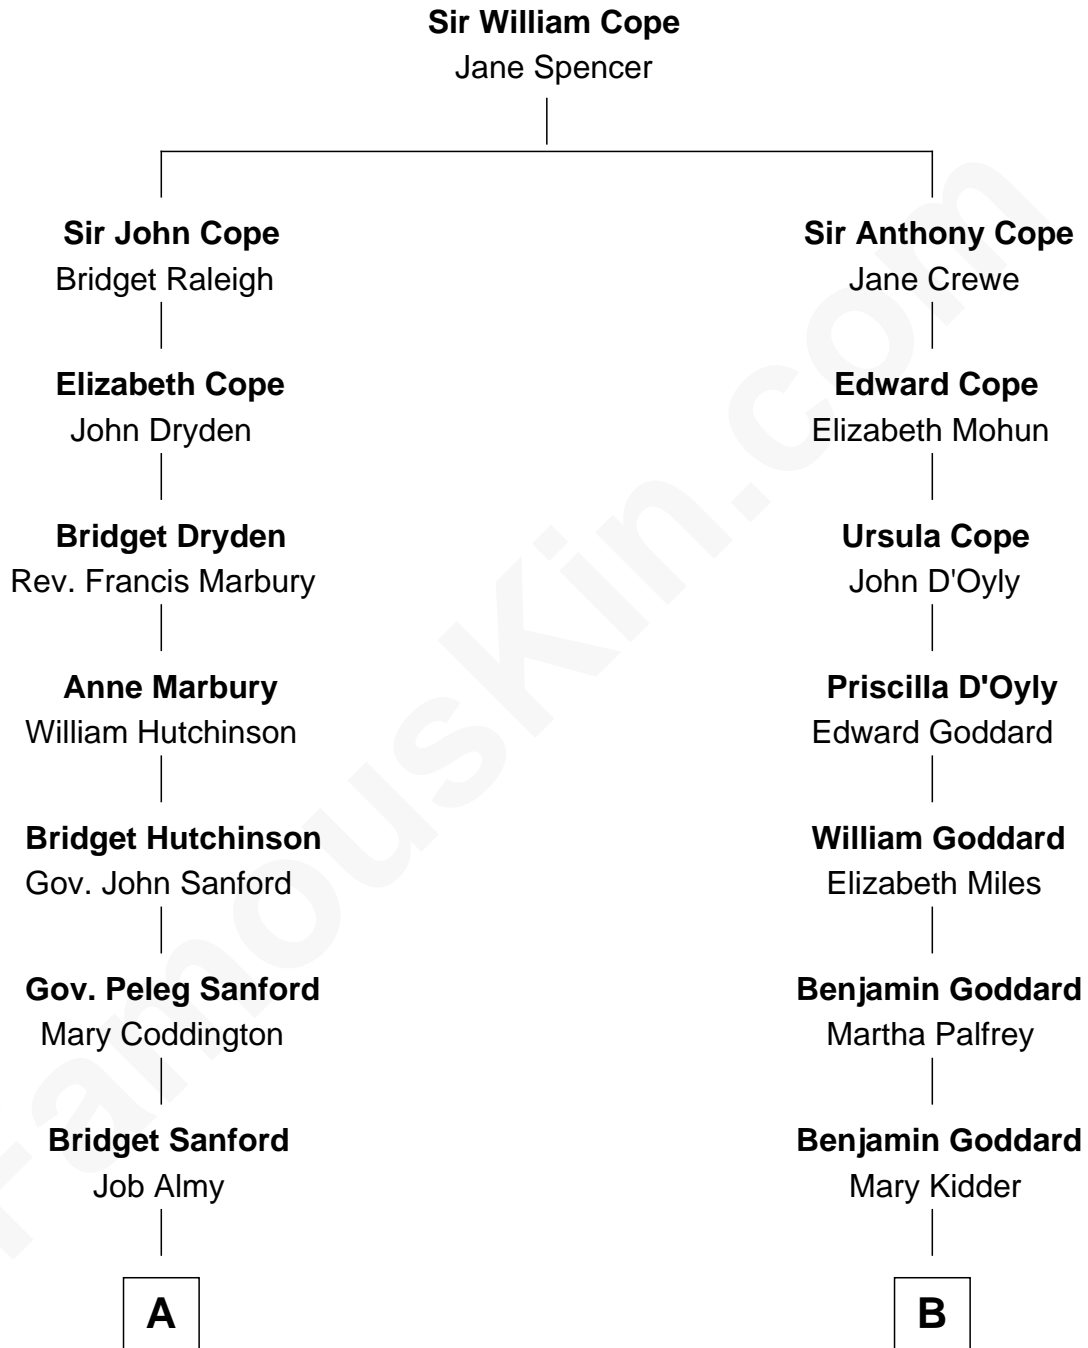 Sir William Cope
Jane Spencer
Sir John Cope
Bridget Raleigh
Sir Anthony Cope
Jane Crewe
Elizabeth Cope
John Dryden
Edward Cope
Elizabeth Mohun
Bridget Dryden
Rev. Francis Marbury
Ursula Cope
John D'Oyly
Anne Marbury
William Hutchinson
Priscilla D'Oyly
Edward Goddard
Bridget Hutchinson
Gov. John Sanford
William Goddard
Elizabeth Miles
Gov. Peleg Sanford
Mary Coddington
Benjamin Goddard
Martha Palfrey
Bridget Sanford
Job Almy
Benjamin Goddard
Mary Kidder
A
B
FamousKin.com